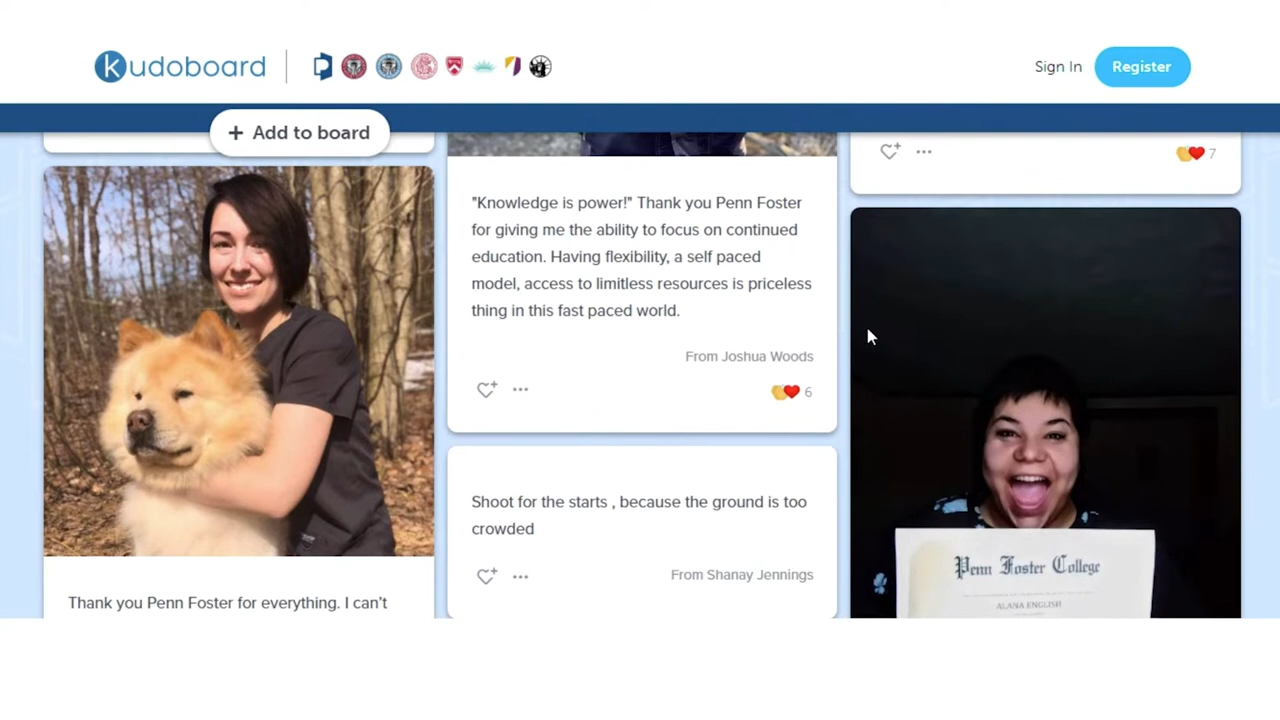 kudoboard
Sign In
Register
+ Add to board
Thank you Penn Foster for everything. I can't
"Knowledge is power!" Thank you Penn Foster
for giving me the ability to focus on continued
education. Having flexibility, a self paced
model, access to limitless resources is priceless
thing in this fast paced world.
From Joshua Woods
6
Shoot for the starts , because the ground is too
crowded
From Shanay Jennings
7
Penn Foster College
ALANA ENGLISH